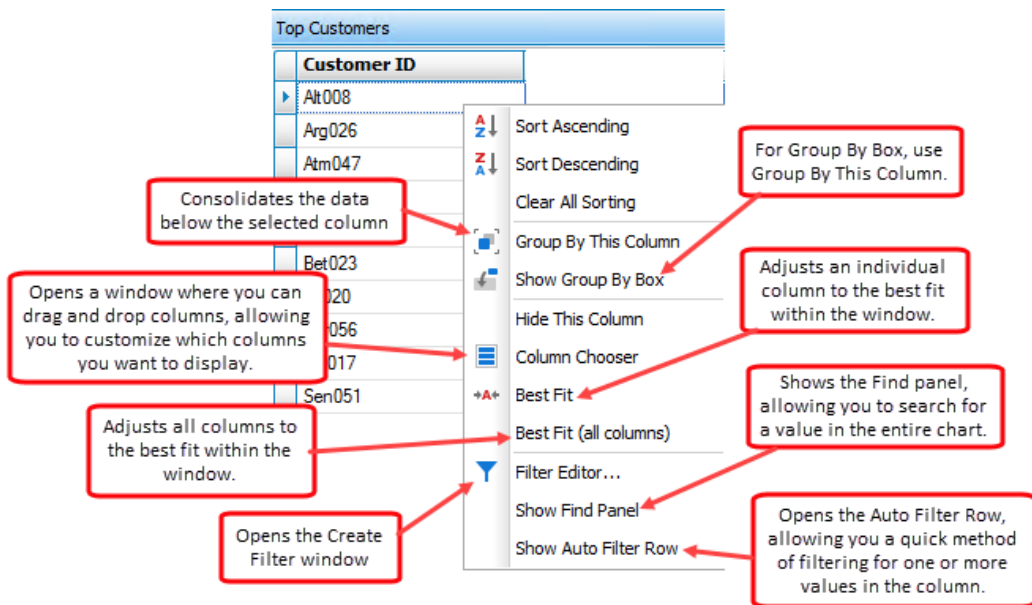 Top Customers
Customer ID
Alt008
Arg026
Atm047
Bet023
020
056
017
Sen051
Sort Ascending
Sort Descending
Clear All Sorting
Group By This Column
Show Group By Box
Hide This Column
Column Chooser
Best Fit
Best Fit (all columns)
Filter Editor...
Show Find Panel
Show Auto Filter Row
Consolidates the data
below the selected column
Opens a window where you can
drag and drop columns, allowing
you to customize which columns
you want to display.
Adjusts all columns to
the best fit within the
window.
Opens the Create
Filter window
For Group By Box, use
Group By This Column.
Adjusts an individual
column to the best fit
within the window.
Shows the Find panel,
allowing you to search for
a value in the entire chart.
Opens the Auto Filter Row,
allowing you a quick method
of filtering for one or more
values in the column.